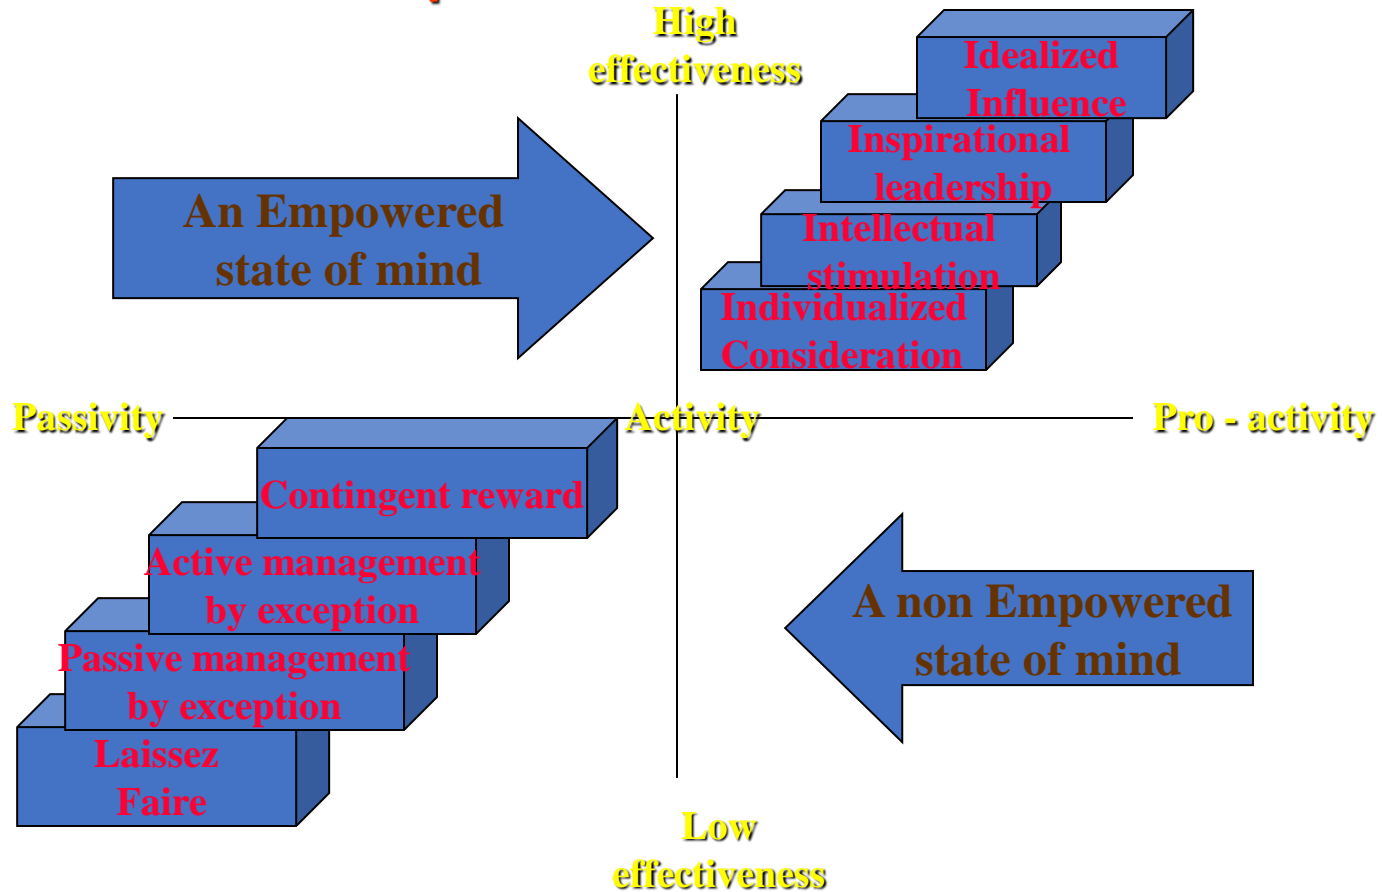 High
effectiveness
Idealized
Influence
Inspirational
leadership
Intellectual
stimulation
Individualized
Consideration
An Empowered
state of mind
Passivity
Activity
Pro - activity
Contingent reward
Active management
by exception
Passive management
by exception
Laissez
Faire
A non Empowered
state of mind
Low
effectiveness